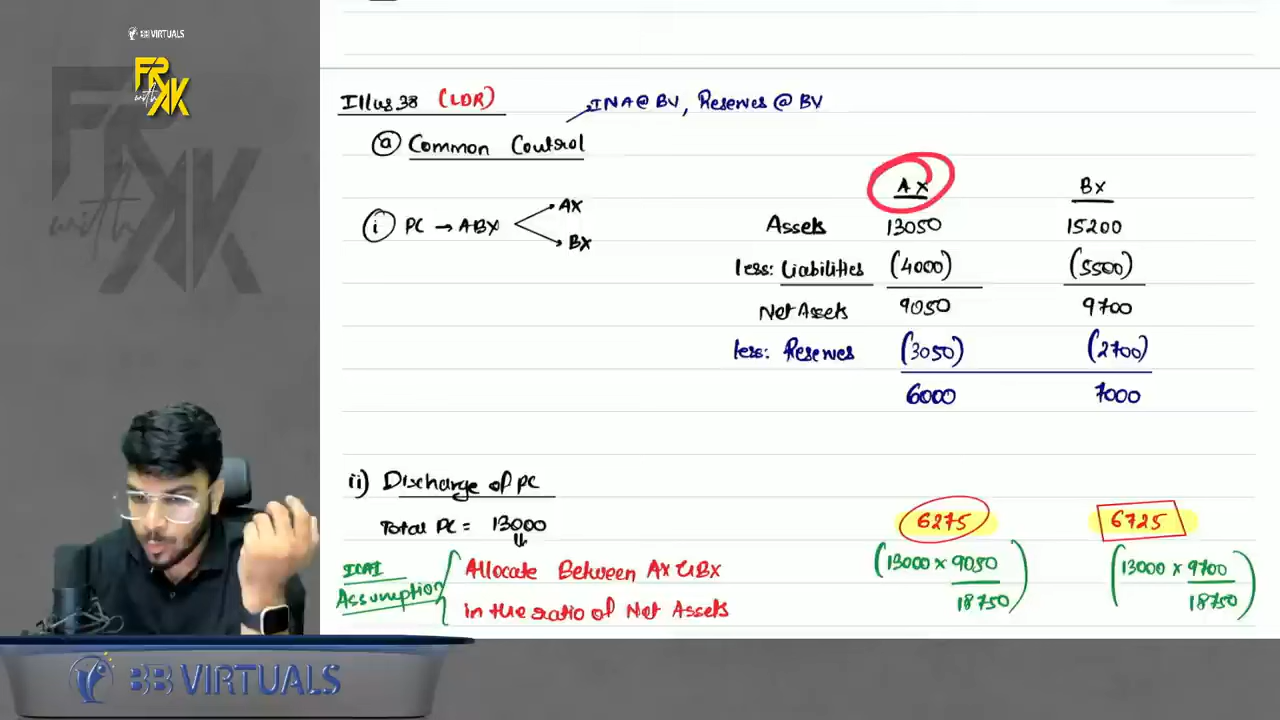 BB VIRTUALS
FR
with
KK
FR
with
KK
Illus 38 (LDR)
INA @ BV, Reserves @ BV
a Common Control
AX BX
i PC → ABX AX
BX
Assets 13050 15200
less: Liabilities (4000) (5500)
Net Assets 9050 9700
less: Reserves (3050) (2700)
6000 7000
ii) Discharge of PC
6275 6725
Total PC = 13000
ICAI Assumption
Allocate Between AX & BX
in the ratio of Net Assets
(13000 × 9050/18750) (13000 × 9700/18750)
BB VIRTUALS